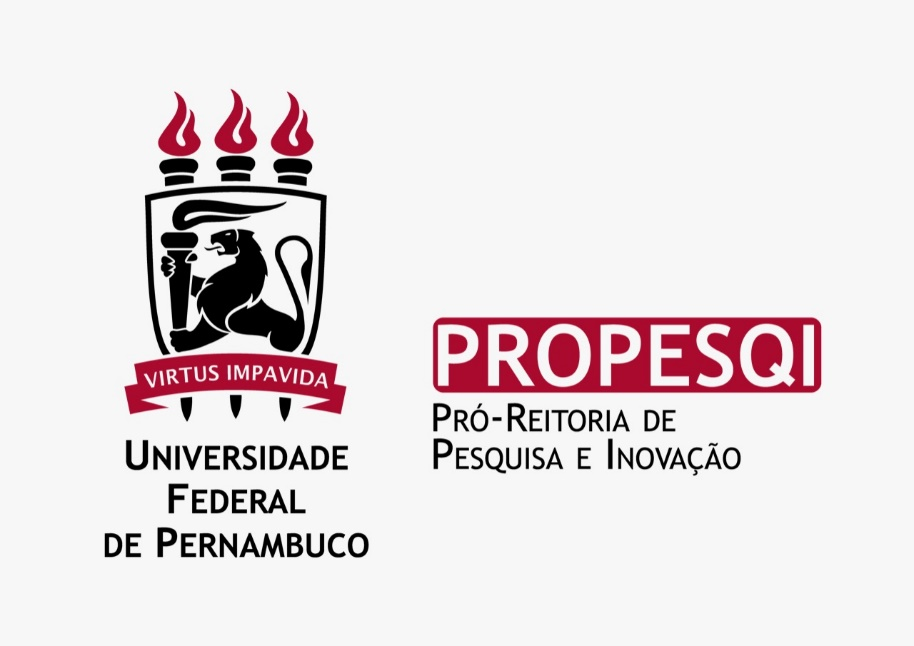 VIRTUS IMPAVIDA
UNIVERSIDADE
FEDERAL
DE PERNAMBUCO
PROPESQI
PRÓ-REITORIA DE
PESQUISA E INOVAÇÃO